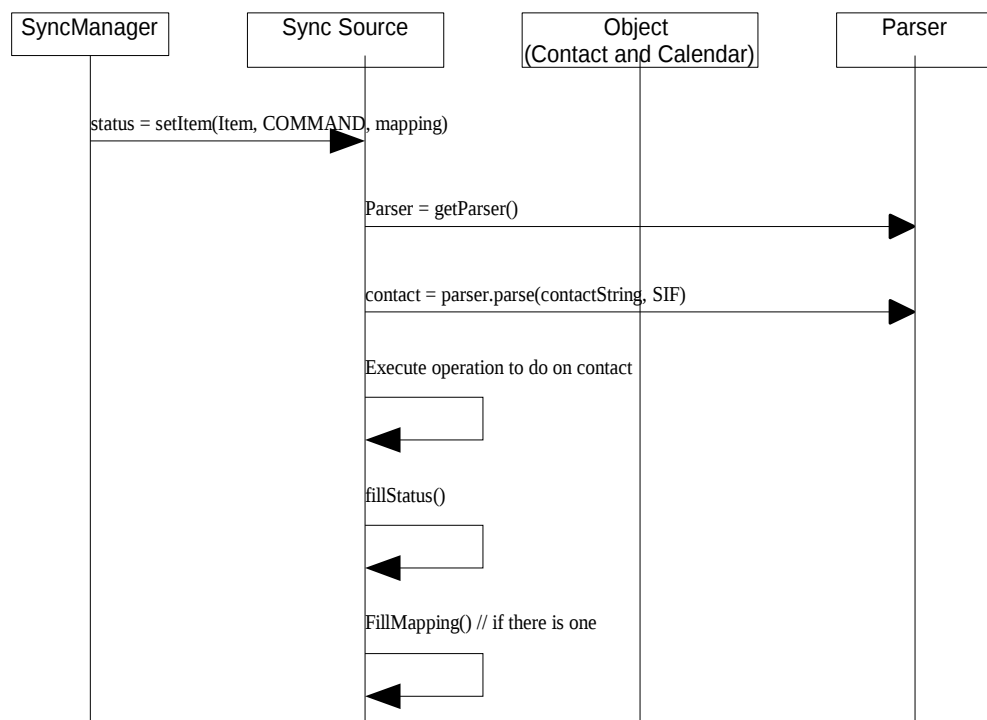 SyncManager
Sync Source
Object
(Contact and Calendar)
Parser
status = setItem(Item, COMMAND, mapping)
Parser = getParser()
contact = parser.parse(contactString, SIF)
Execute operation to do on contact
fillStatus()
FillMapping() // if there is one